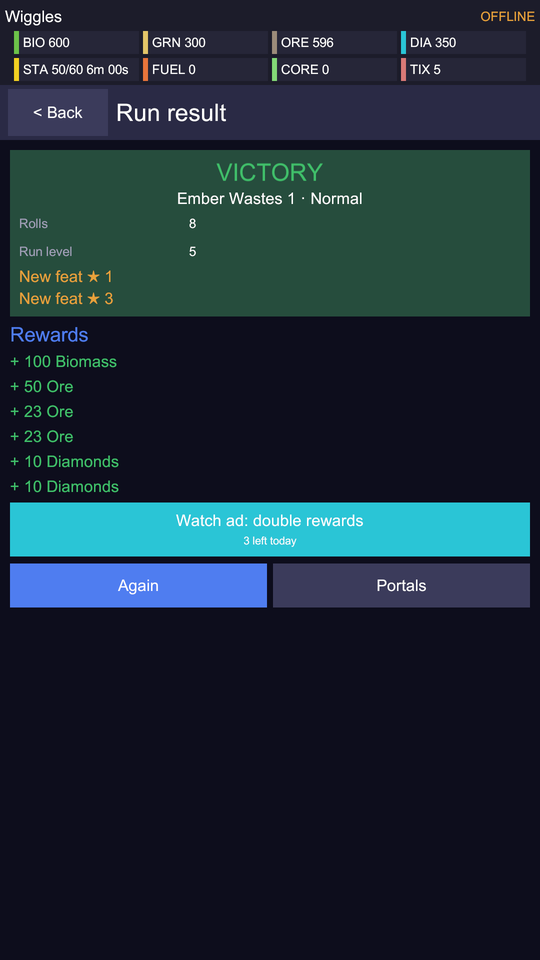 Wiggles OFFLINE
BIO 600 GRN 300 ORE 596 DIA 350
STA 50/60 6m 00s FUEL 0 CORE 0 TIX 5
< Back Run result
VICTORY
Ember Wastes 1 · Normal
Rolls 8
Run level 5
New feat ★ 1
New feat ★ 3
Rewards
+ 100 Biomass
+ 50 Ore
+ 23 Ore
+ 23 Ore
+ 10 Diamonds
+ 10 Diamonds
Watch ad: double rewards
3 left today
Again Portals